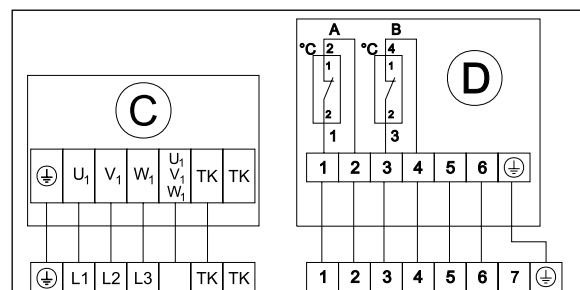 C
⏚ U1 V1 W1 U1 V1 W1 TK TK
⏚ L1 L2 L3 TK TK
A B
°C 2 °C 4
1 1
D
2 2
1 3
1 2 3 4 5 6 ⏚
1 2 3 4 5 6 7 ⏚